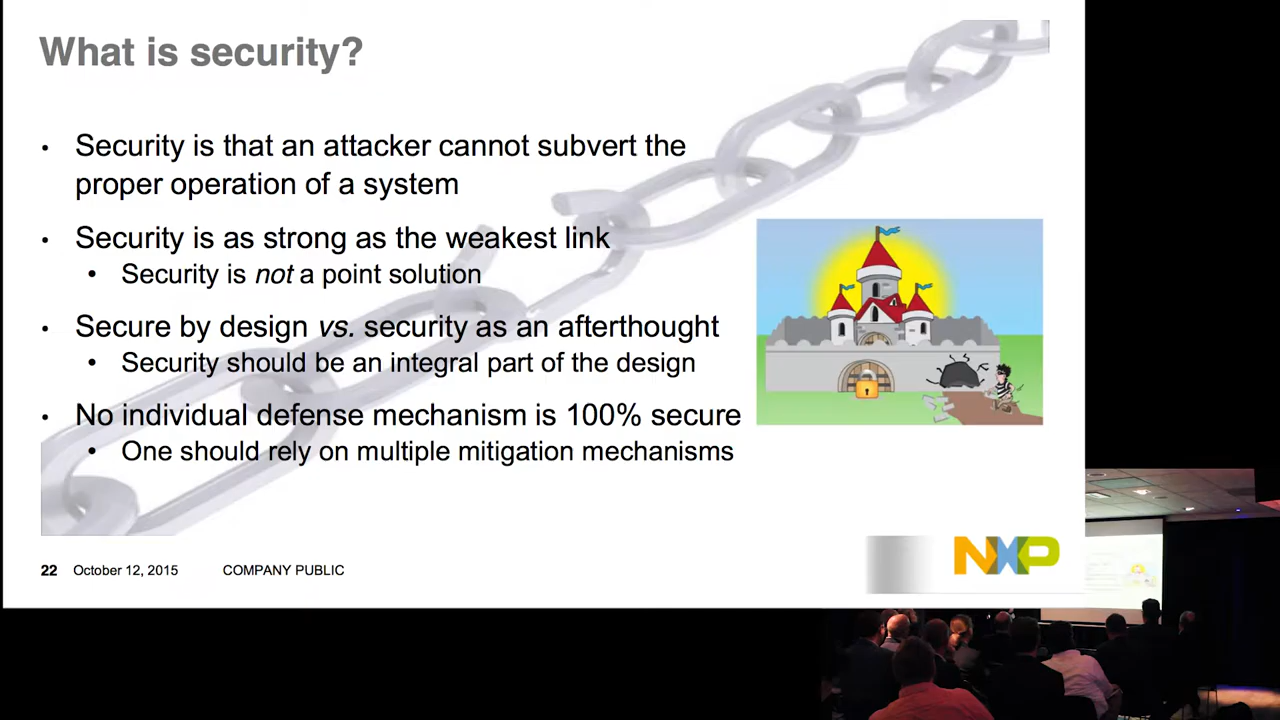 What is security?
• Security is that an attacker cannot subvert the
proper operation of a system
• Security is as strong as the weakest link
• Security is not a point solution
• Secure by design vs. security as an afterthought
• Security should be an integral part of the design
• No individual defense mechanism is 100% secure
• One should rely on multiple mitigation mechanisms
22 October 12, 2015 COMPANY PUBLIC
NXP